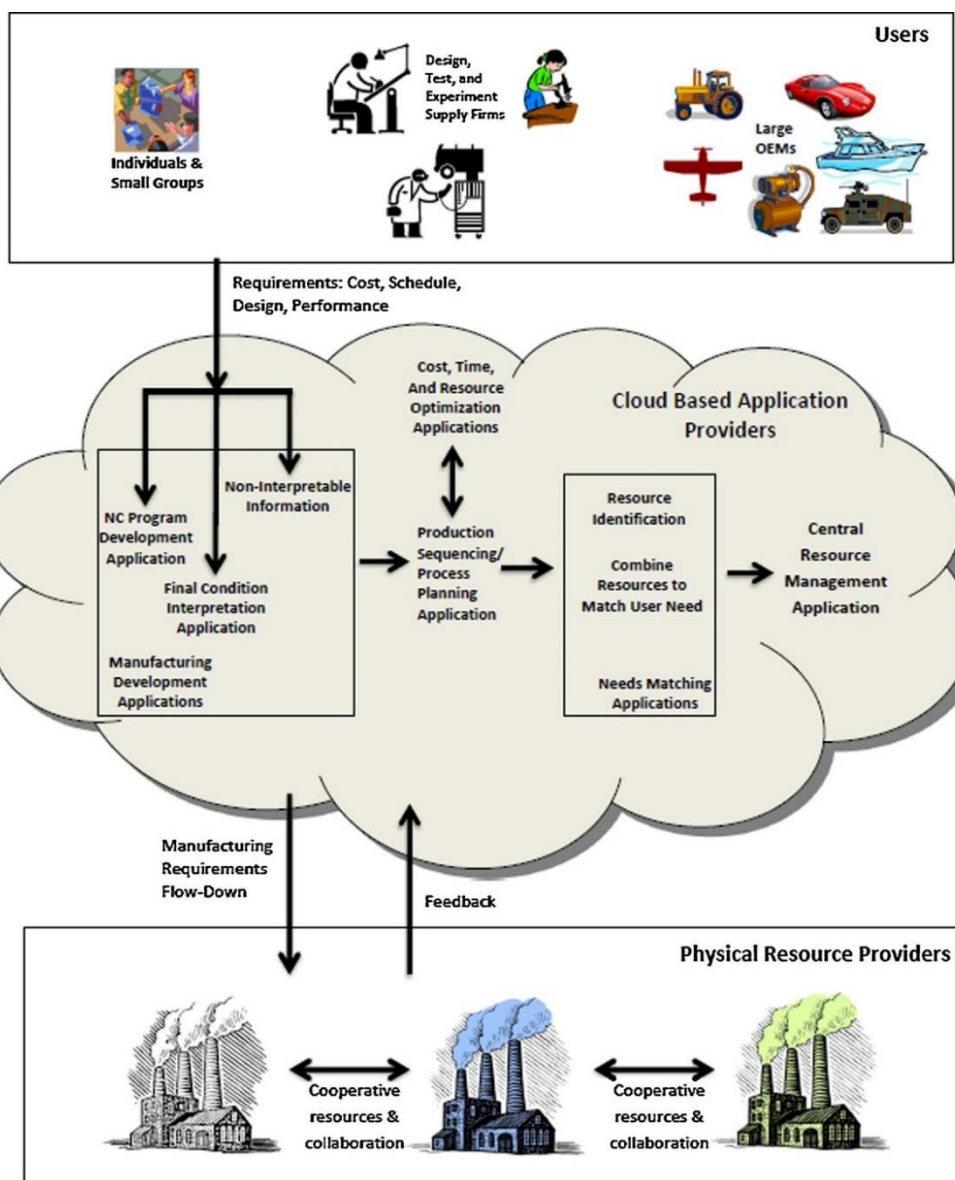 Users
Design,
Test, and
Experiment
Supply Firms
Large
OEMs
Individuals &
Small Groups
Requirements: Cost, Schedule,
Design, Performance
Cost, Time,
And Resource
Optimization
Applications
Cloud Based Application
Providers
Non-Interpretable
Information
NC Program
Development
Application
Final Condition
Interpretation
Application
Manufacturing
Development
Applications
Production
Sequencing/
Process
Planning
Application
Resource
Identification
Combine
Resources to
Match User Need
Needs Matching
Applications
Central
Resource
Management
Application
Manufacturing
Requirements
Flow-Down
Feedback
Physical Resource Providers
Cooperative
resources &
collaboration
Cooperative
resources &
collaboration